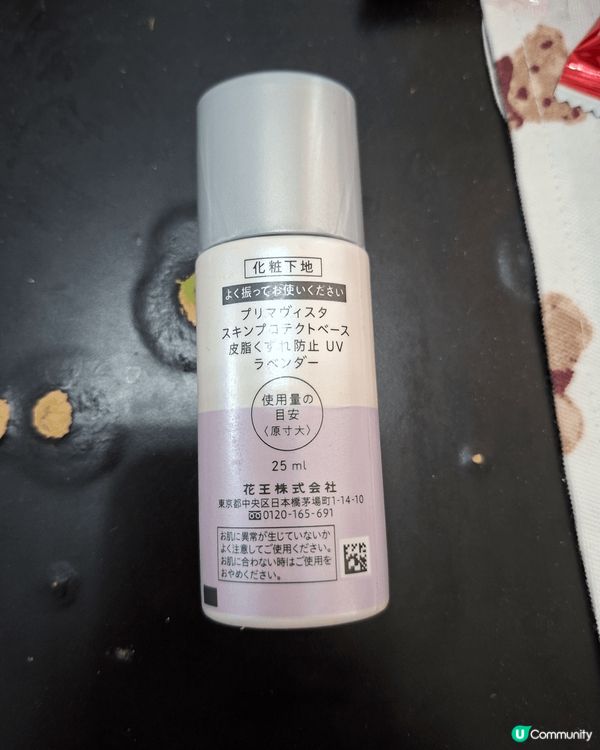 化粧下地
よく振ってお使いください
プリマヴィスタ
スキンプロテクトベース
皮脂くずれ防止 UV
ラベンダー
使用量の
目安
〈原寸大〉
25 ml
花王株式会社
東京都中央区日本橋茅場町1-14-10
0120-165-691
お肌に異常が生じていないか
よく注意してご使用ください。
お肌に合わない時はご使用を
おやめください。
U Community